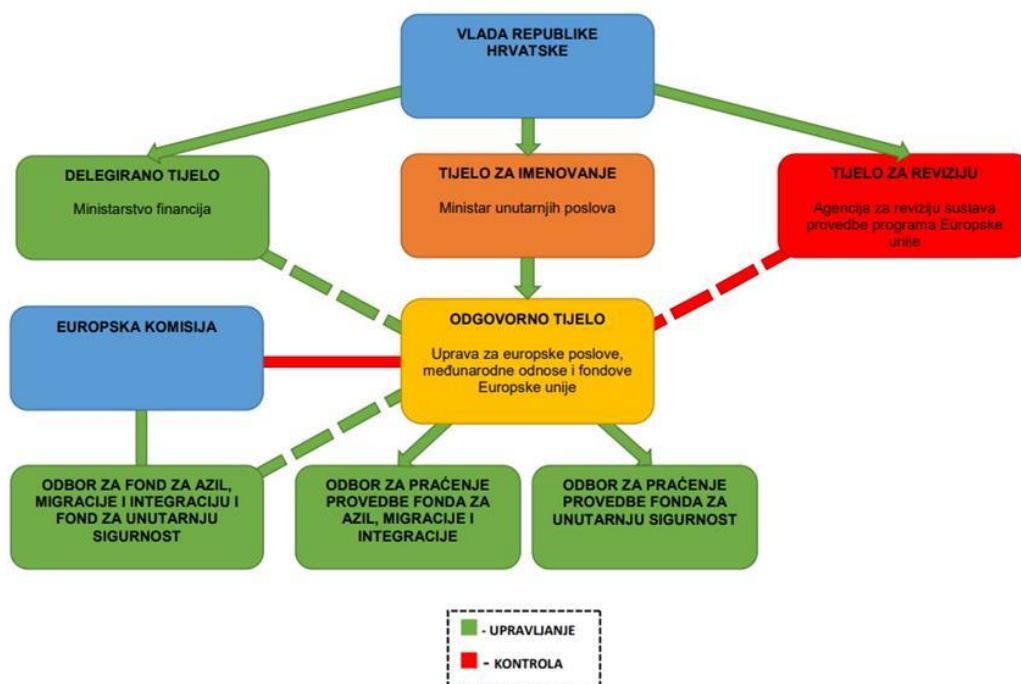 VLADA REPUBLIKE
HRVATSKE
DELEGIRANO TIJELO
Ministarstvo financija
TIJELO ZA IMENOVANJE
Ministar unutarnjih poslova
TIJELO ZA REVIZIJU
Agencija za reviziju sustava
provedbe programa Europske
unije
EUROPSKA KOMISIJA
ODGOVORNO TIJELO
Uprava za europske poslove,
međunarodne odnose i fondove
Europske unije
ODBOR ZA FOND ZA AZIL,
MIGRACIJE I INTEGRACIJU I
FOND ZA UNUTARNJU
SIGURNOST
ODBOR ZA PRAĆENJE
PROVEDBE FONDA ZA
AZIL, MIGRACIJE I
INTEGRACIJE
ODBOR ZA PRAĆENJE
PROVEDBE FONDA ZA
UNUTARNJU SIGURNOST
- UPRAVLJANJE
- KONTROLA